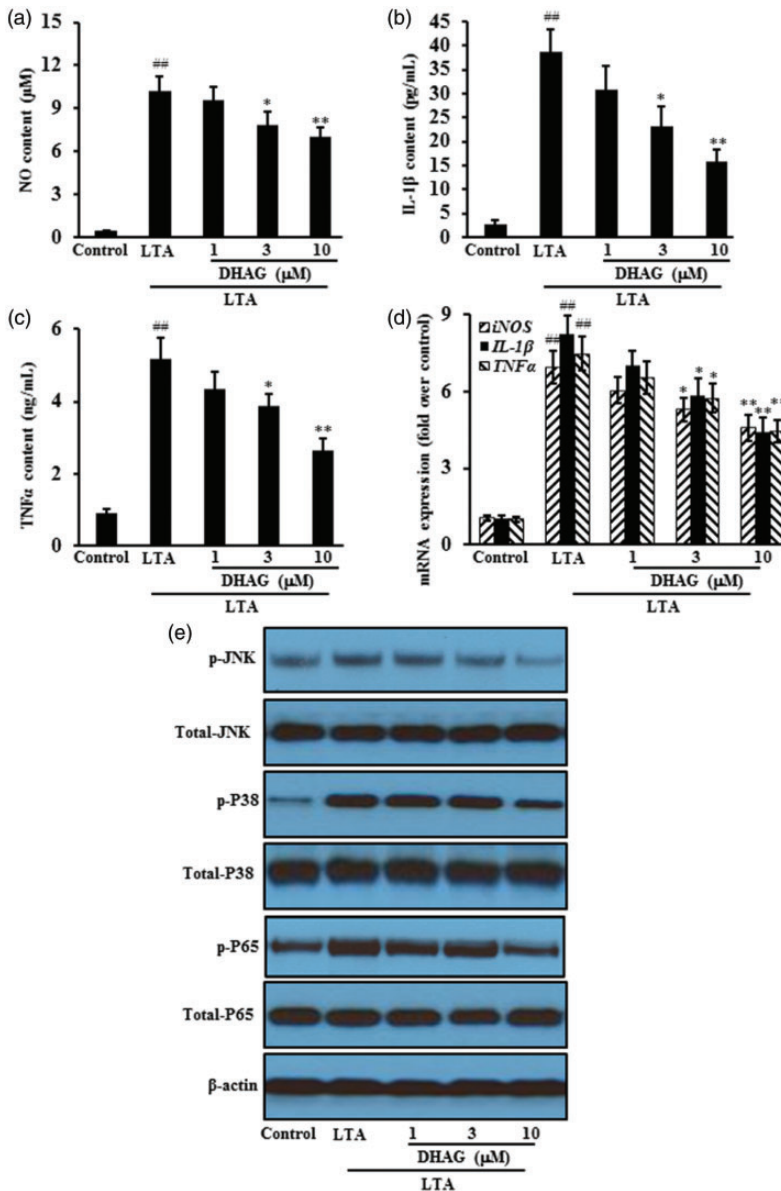 (a)
NO content (μM)
15
12
9
6
3
0
##
*
**
Control
LTA
1
3
10
DHAG (μM)
LTA
(b)
IL-1β content (pg/mL)
45
40
35
30
25
20
15
10
5
0
##
*
**
Control
LTA
1
3
10
DHAG (μM)
LTA
(c)
TNFα content (ng/mL)
6
4
2
0
##
*
**
Control
LTA
1
3
10
DHAG (μM)
LTA
(d)
mRNA expression (fold over control)
9
6
3
0
iNOS
IL-1β
TNFα
## ## ##
* * *
** ** **
Control
LTA
1
3
10
DHAG (μM)
LTA
(e)
p-JNK
Total-JNK
p-P38
Total-P38
p-P65
Total-P65
β-actin
Control LTA 1 3 10
DHAG (μM)
LTA